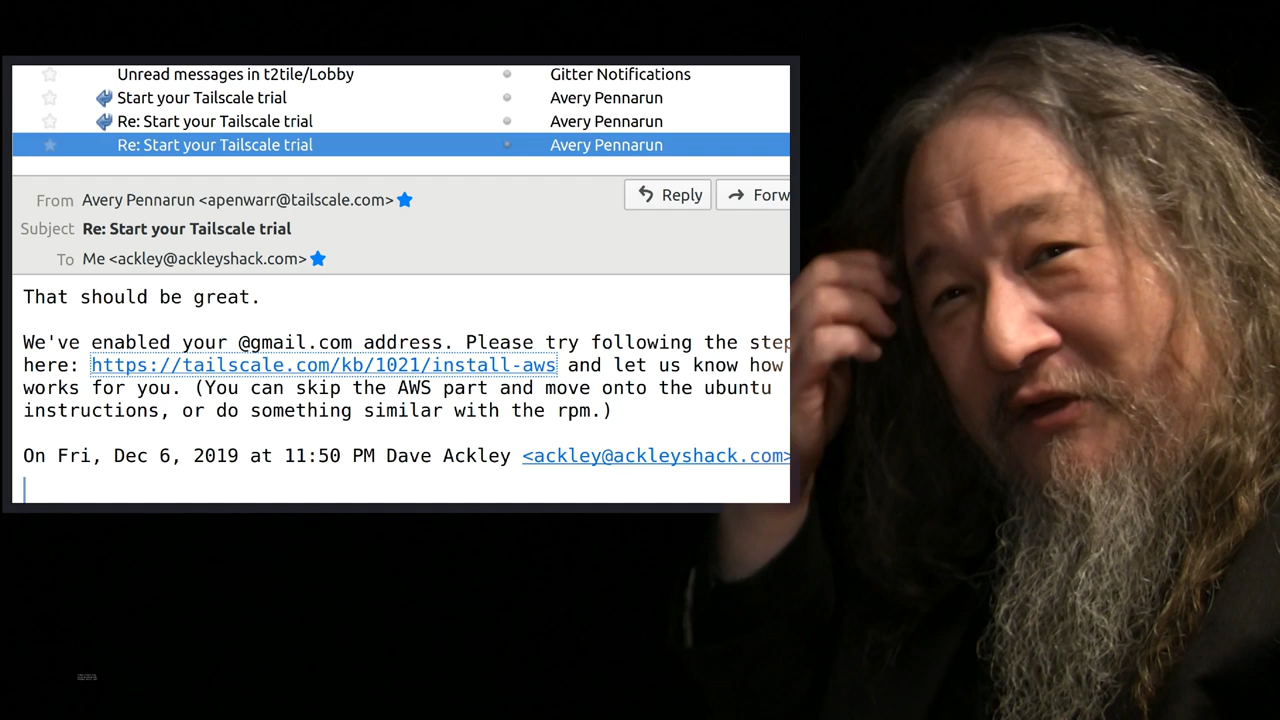 Unread messages in t2tile/Lobby Gitter Notifications
Start your Tailscale trial Avery Pennarun
Re: Start your Tailscale trial Avery Pennarun
Re: Start your Tailscale trial Avery Pennarun
From Avery Pennarun <apenwarr@tailscale.com> Reply Forw
Subject Re: Start your Tailscale trial
To Me <ackley@ackleyshack.com>
That should be great.
We've enabled your @gmail.com address. Please try following the step
here: https://tailscale.com/kb/1021/install-aws and let us know how
works for you. (You can skip the AWS part and move onto the ubuntu
instructions, or do something similar with the rpm.)
On Fri, Dec 6, 2019 at 11:50 PM Dave Ackley <ackley@ackleyshack.com>